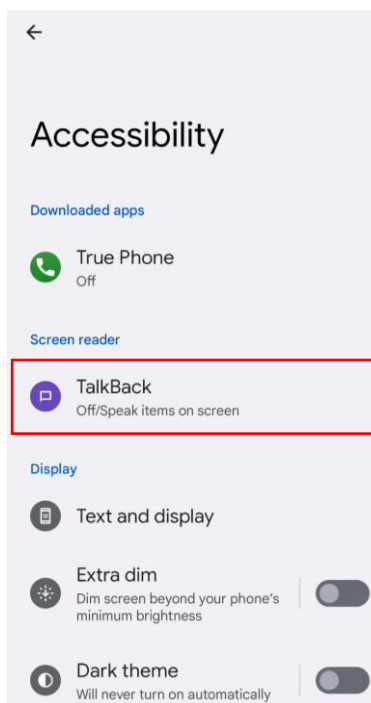 Accessibility
Downloaded apps
True Phone
Off
Screen reader
TalkBack
Off/Speak items on screen
Display
Text and display
Extra dim
Dim screen beyond your phone's
minimum brightness
Dark theme
Will never turn on automatically